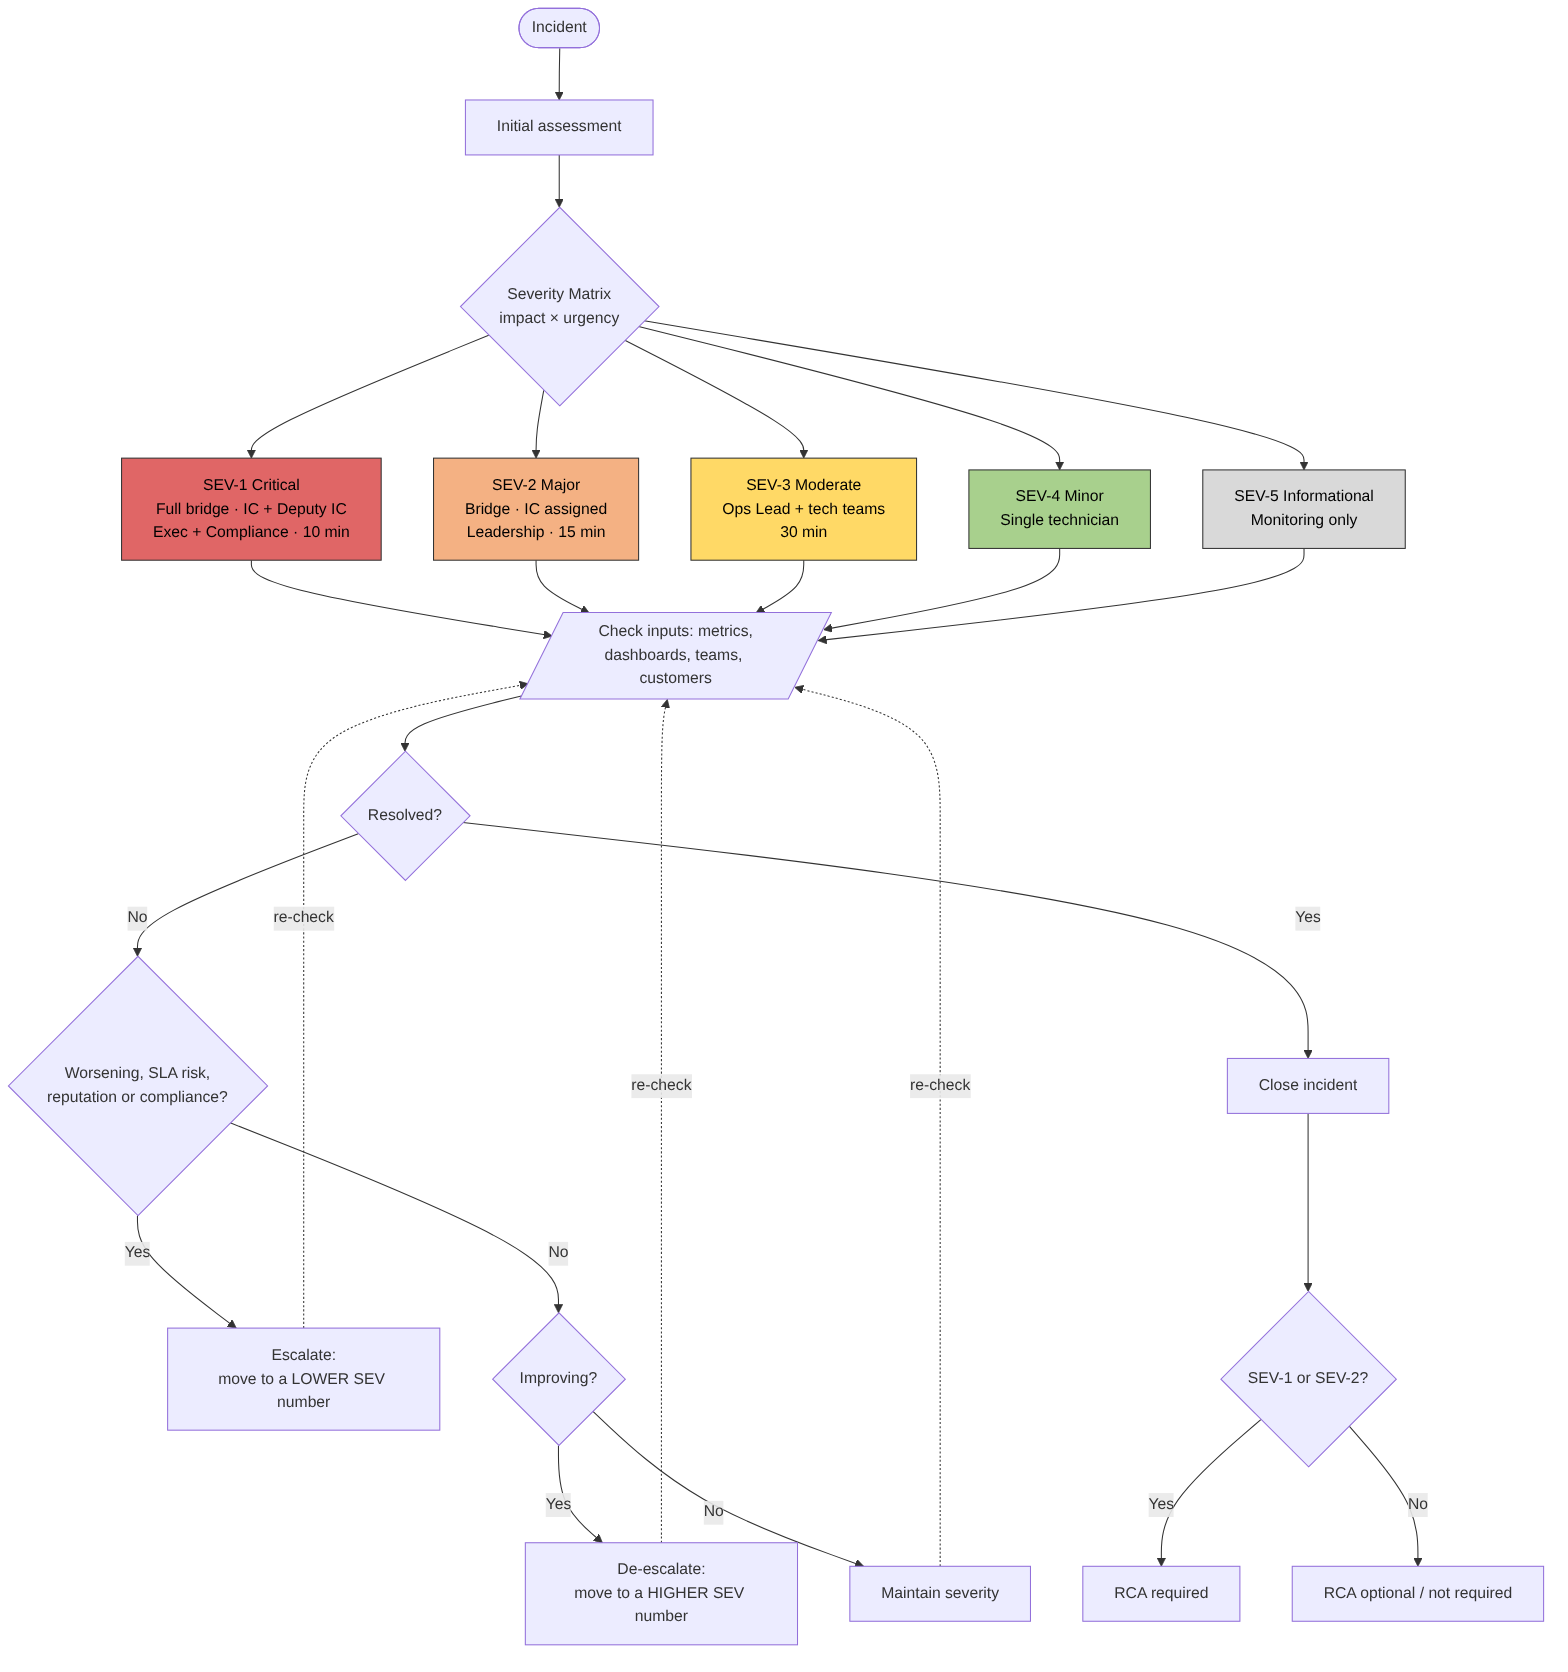 Incident
Initial assessment
Severity Matrix
impact × urgency
SEV-1 Critical
Full bridge · IC + Deputy IC
Exec + Compliance · 10 min
SEV-2 Major
Bridge · IC assigned
Leadership · 15 min
SEV-3 Moderate
Ops Lead + tech teams
30 min
SEV-4 Minor
Single technician
SEV-5 Informational
Monitoring only
Check inputs: metrics,
dashboards, teams,
customers
Resolved?
No
re-check
Yes
Worsening, SLA risk,
reputation or compliance?
re-check
re-check
Close incident
Yes
No
Escalate:
move to a LOWER SEV
number
Improving?
SEV-1 or SEV-2?
Yes
No
Yes
No
De-escalate:
move to a HIGHER SEV
number
Maintain severity
RCA required
RCA optional / not required